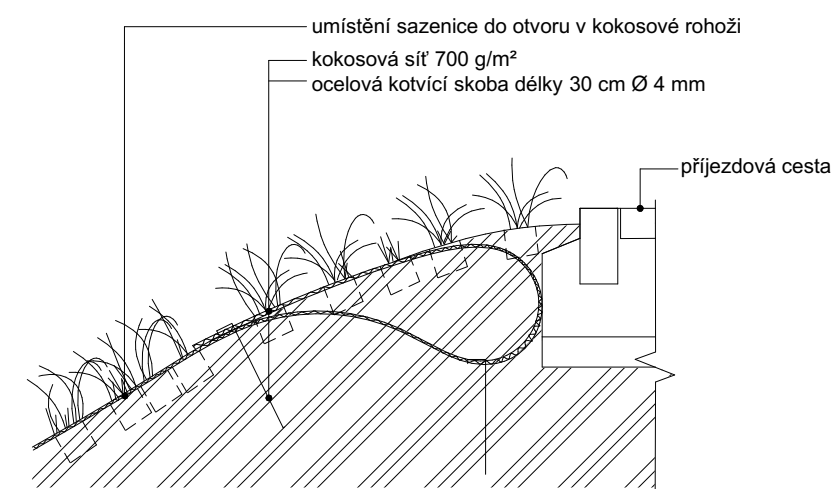 umístění sazenice do otvoru v kokosové rohoži
kokosová síť 700 g/m²
ocelová kotvící skoba délky 30 cm Ø 4 mm
příjezdová cesta